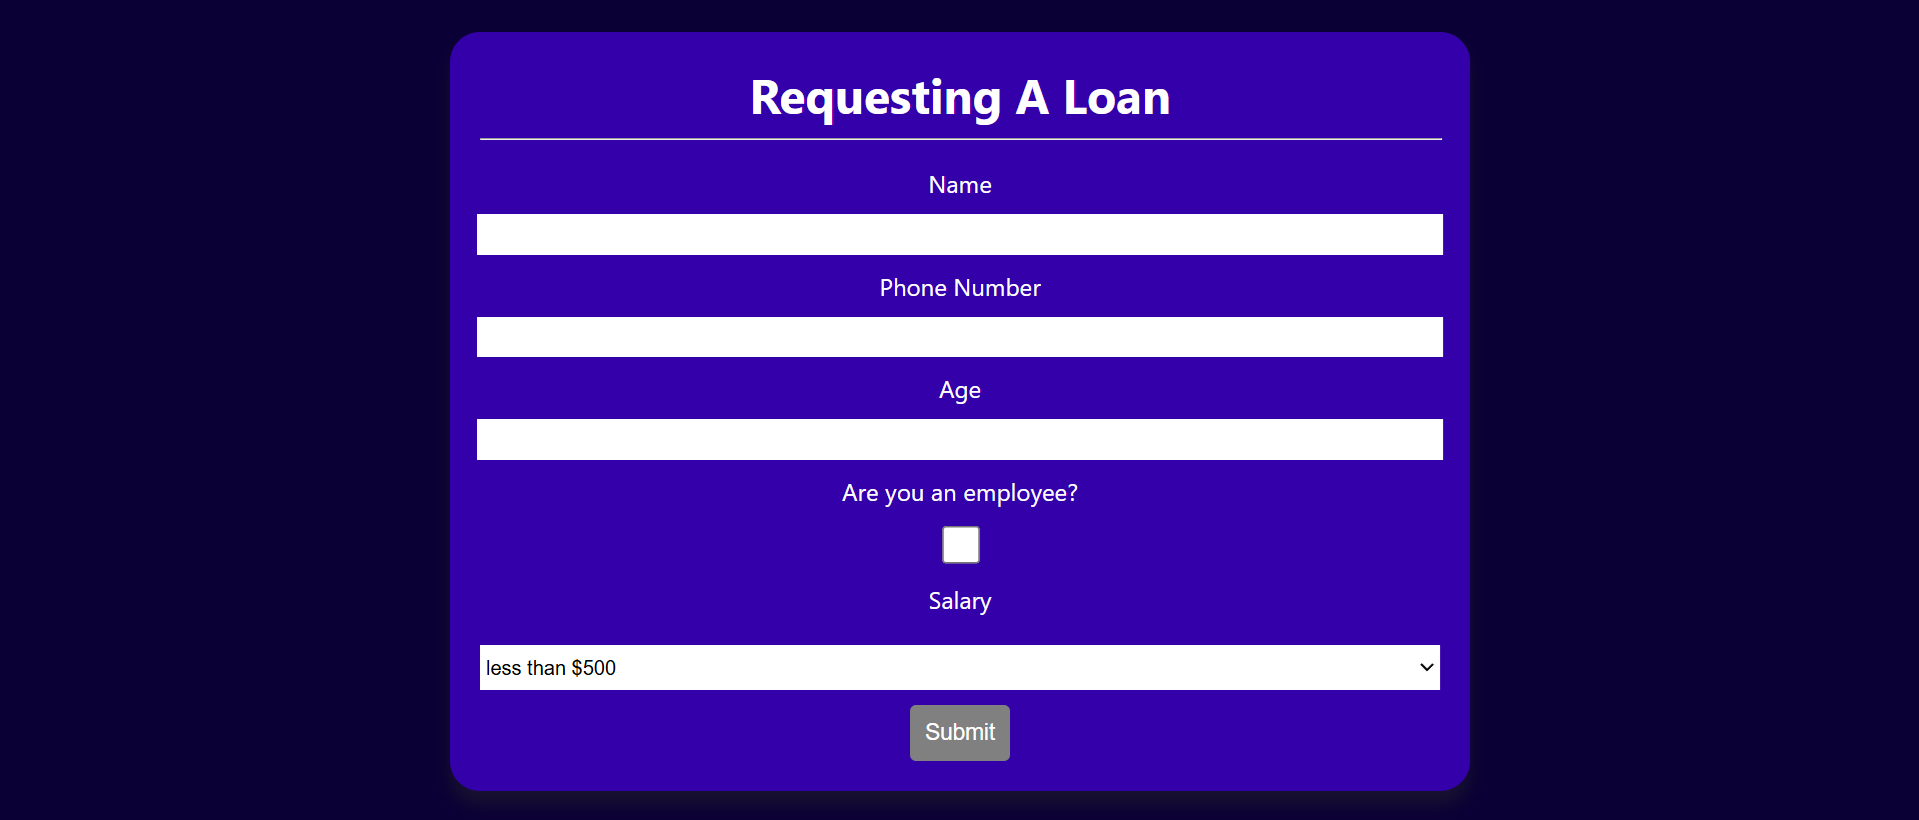 Requesting A Loan
Name
Phone Number
Age
Are you an employee?
Salary
less than $500
Submit